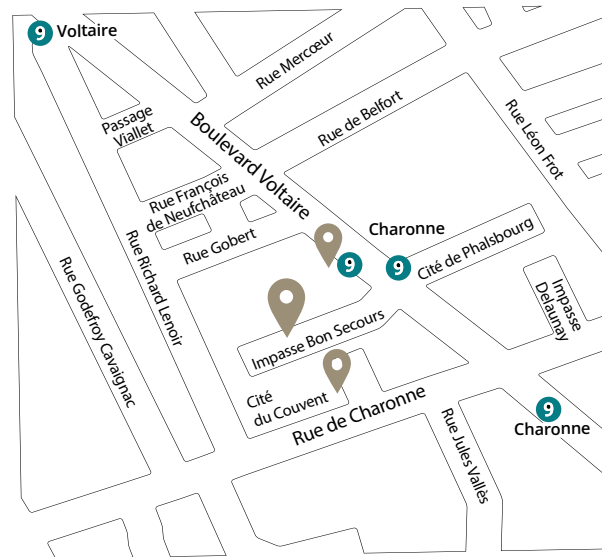 9 Voltaire
Rue Mercœur
Passage
Viallet
Boulevard Voltaire
Rue de Belfort
Rue Léon Frot
Rue François
de Neufchâteau
Rue Gobert
Charonne
9
9
Cité de Phalsbourg
Rue Richard Lenoir
Rue Godefroy Cavaignac
Impasse
Delaunay
Impasse Bon Secours
Cité
du Couvent
Rue de Charonne
Rue Jules Vallès
9
Charonne